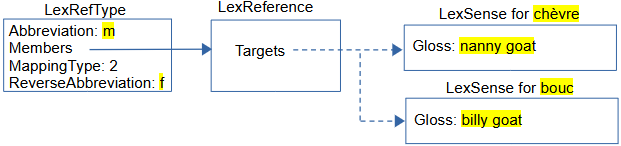 LexRefType
Abbreviation: m
Members
MappingType: 2
ReverseAbbreviation: f
LexReference
Targets
LexSense for chèvre
Gloss: nanny goat
LexSense for bouc
Gloss: billy goat